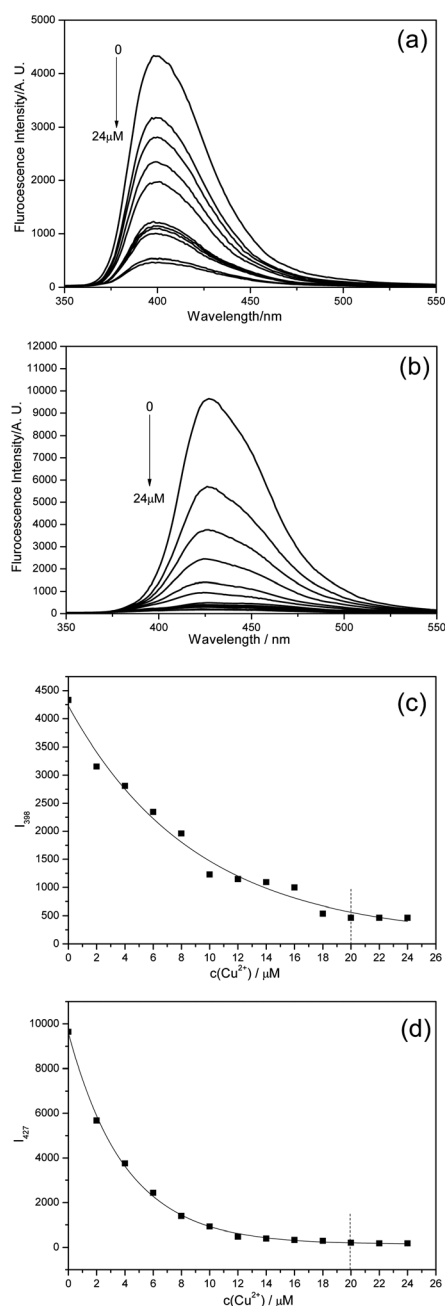 (a)
Flurocescence Intensity/A. U.
5000
4000
3000
2000
1000
0
0
24μM
350 400 450 500 550
Wavelength/nm
(b)
Flurocescence Intensity/A. U.
12000
11000
10000
9000
8000
7000
6000
5000
4000
3000
2000
1000
0
0
24μM
350 400 450 500 550
Wavelength / nm
(c)
I398
4500
4000
3500
3000
2500
2000
1500
1000
500
0
0 2 4 6 8 10 12 14 16 18 20 22 24 26
c(Cu2+) / μM
(d)
I427
10000
8000
6000
4000
2000
0
0 2 4 6 8 10 12 14 16 18 20 22 24 26
c(Cu2+) / μM